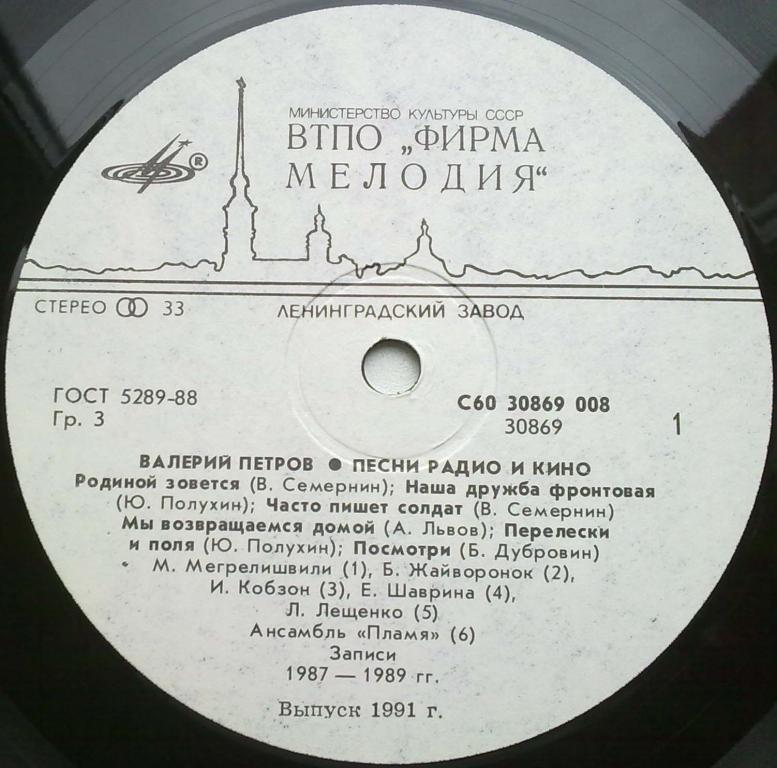 МИНИСТЕРСТВО КУЛЬТУРЫ СССР
ВТПО „ФИРМА
МЕЛОДИЯ“
®
СТЕРЕО 33
ЛЕНИНГРАДСКИЙ ЗАВОД
ГОСТ 5289-88
Гр. 3
С60 30869 008
30869
1
ВАЛЕРИЙ ПЕТРОВ ● ПЕСНИ РАДИО И КИНО
Родиной зовется (В. Семернин); Наша дружба фронтовая
(Ю. Полухин); Часто пишет солдат (В. Семернин)
Мы возвращаемся домой (А. Львов); Перелески
и поля (Ю. Полухин); Посмотри (Б. Дубровин)
М. Мегрелишвили (1), Б. Жайворонок (2),
И. Кобзон (3), Е. Шаврина (4),
Л. Лещенко (5)
Ансамбль «Пламя» (6)
Записи
1987 — 1989 гг.
Выпуск 1991 г.